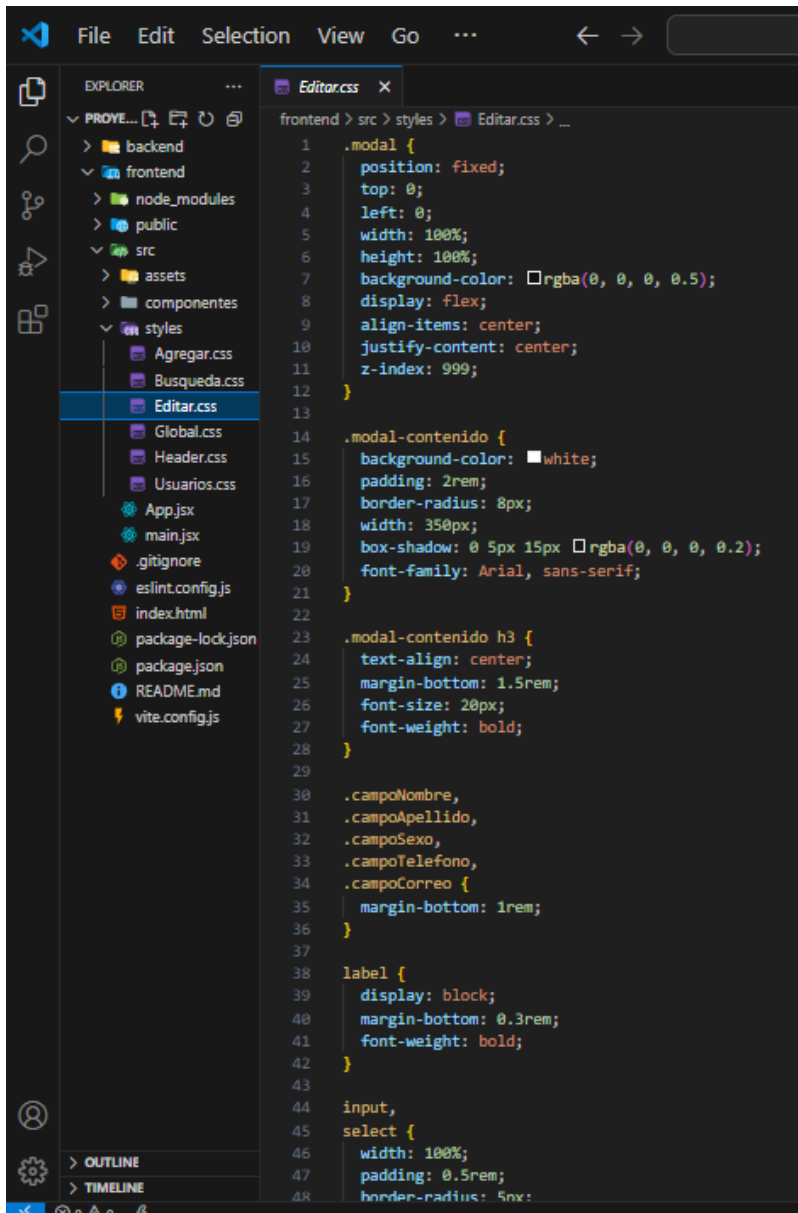 File Edit Selection View Go ...
EXPLORER ...
PROYE...
backend
frontend
node_modules
public
src
assets
componentes
styles
Agregar.css
Busqueda.css
Editar.css
Global.css
Header.css
Usuarios.css
App.jsx
main.jsx
.gitignore
eslint.config.js
index.html
package-lock.json
package.json
README.md
vite.config.js
OUTLINE
TIMELINE
Editar.css
frontend > src > styles > Editar.css > ...
1 .modal {
2 position: fixed;
3 top: 0;
4 left: 0;
5 width: 100%;
6 height: 100%;
7 background-color: rgba(0, 0, 0, 0.5);
8 display: flex;
9 align-items: center;
10 justify-content: center;
11 z-index: 999;
12 }
13
14 .modal-contenido {
15 background-color: white;
16 padding: 2rem;
17 border-radius: 8px;
18 width: 350px;
19 box-shadow: 0 5px 15px rgba(0, 0, 0, 0.2);
20 font-family: Arial, sans-serif;
21 }
22
23 .modal-contenido h3 {
24 text-align: center;
25 margin-bottom: 1.5rem;
26 font-size: 20px;
27 font-weight: bold;
28 }
29
30 .campoNombre,
31 .campoApellido,
32 .campoSexo,
33 .campoTelefono,
34 .campoCorreo {
35 margin-bottom: 1rem;
36 }
37
38 label {
39 display: block;
40 margin-bottom: 0.3rem;
41 font-weight: bold;
42 }
43
44 input,
45 select {
46 width: 100%;
47 padding: 0.5rem;
48 border-radius: 5px;